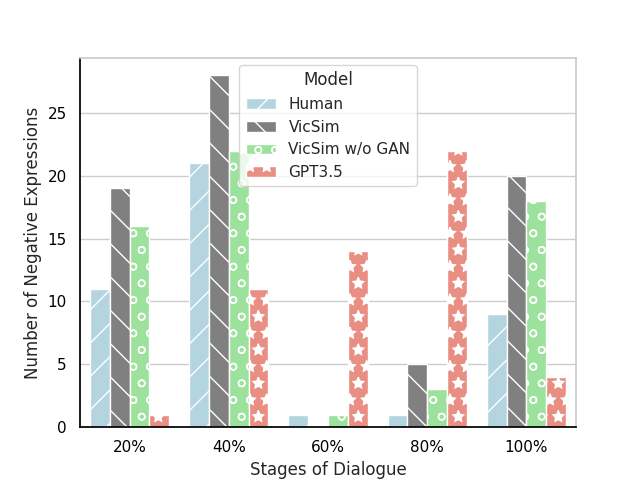 Model
Human
VicSim
VicSim w/o GAN
GPT3.5
Number of Negative Expressions
25
20
15
10
5
0
20%
40%
60%
80%
100%
Stages of Dialogue